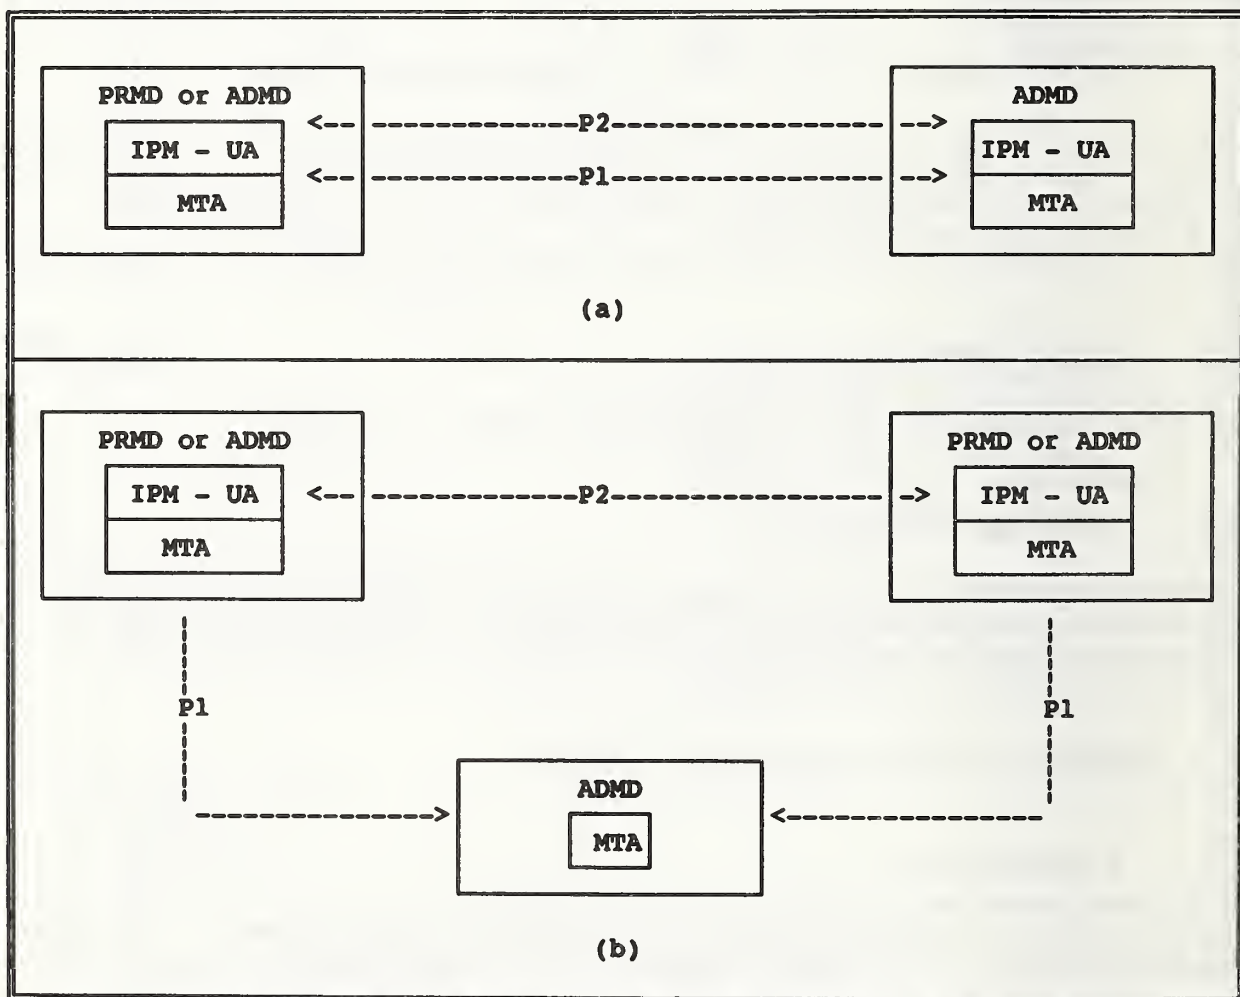 PRMD or ADMD
IPM - UA
MTA
<-- --------------P2------------------ -->
<-- --------------P1------------------ -->
ADMD
IPM - UA
MTA
(a)
PRMD or ADMD
IPM - UA
MTA
<-- --------------P2------------------ ->
PRMD or ADMD
IPM - UA
MTA
P1
P1
ADMD
MTA
(b)